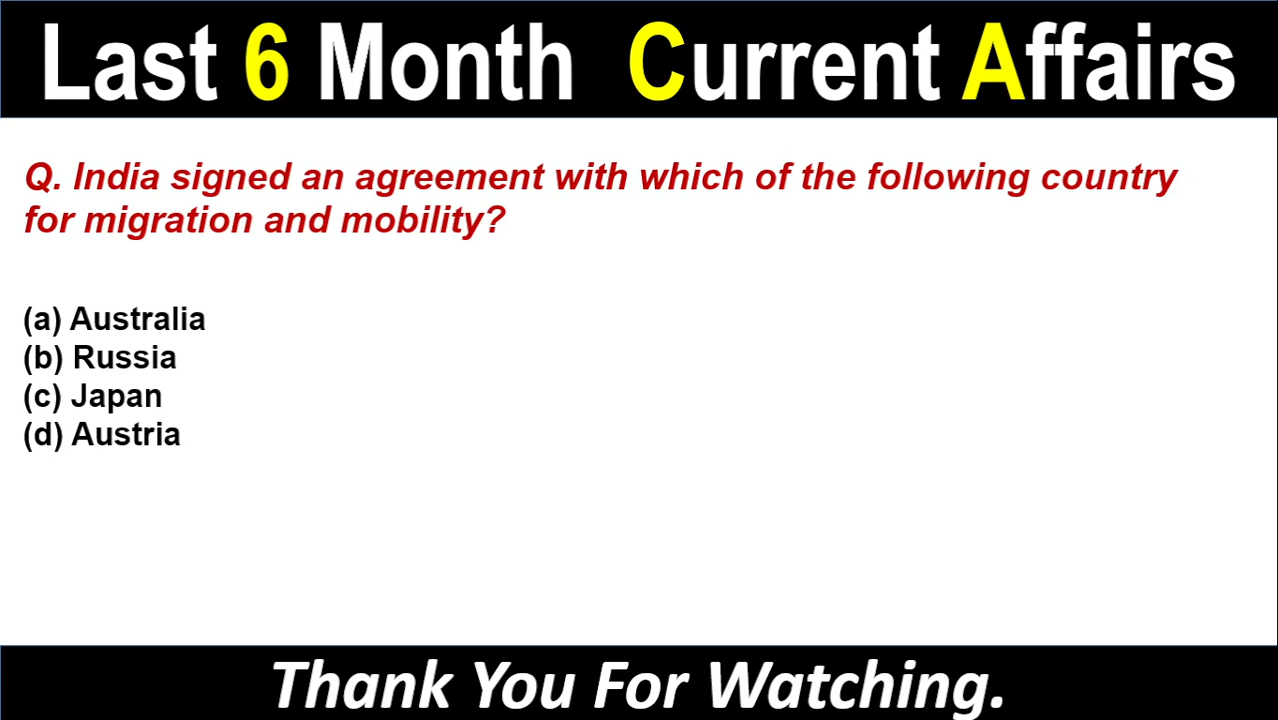 Last 6 Month Current Affairs
Q. India signed an agreement with which of the following country
for migration and mobility?
(a) Australia
(b) Russia
(c) Japan
(d) Austria
Thank You For Watching.